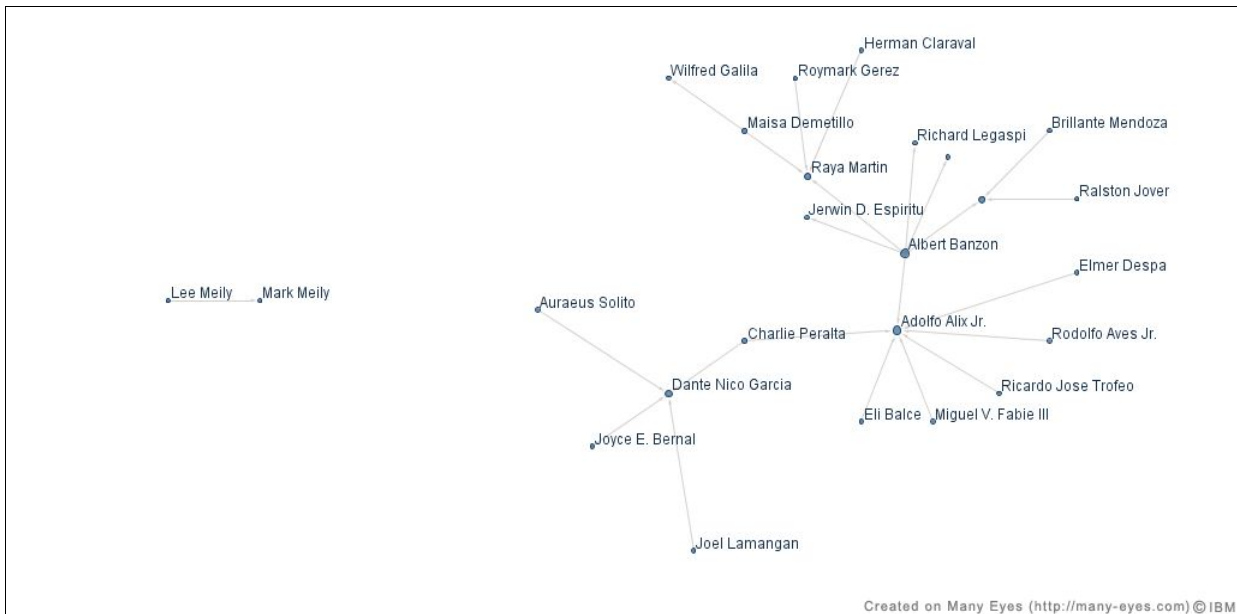 Herman Claraval
Wilfred Galila
Roymark Gerez
Maisa Demetillo
Brillante Mendoza
Richard Legaspi
Raya Martin
Ralston Jover
Jerwin D. Espiritu
Albert Banzon
Elmer Despa
Lee Meily
Mark Meily
Auraeus Solito
Adolfo Alix Jr.
Charlie Peralta
Rodolfo Aves Jr.
Dante Nico Garcia
Ricardo Jose Trofeo
Eli Balce
Miguel V. Fabie III
Joyce E. Bernal
Joel Lamangan
Created on Many Eyes (http://many-eyes.com) © IBM